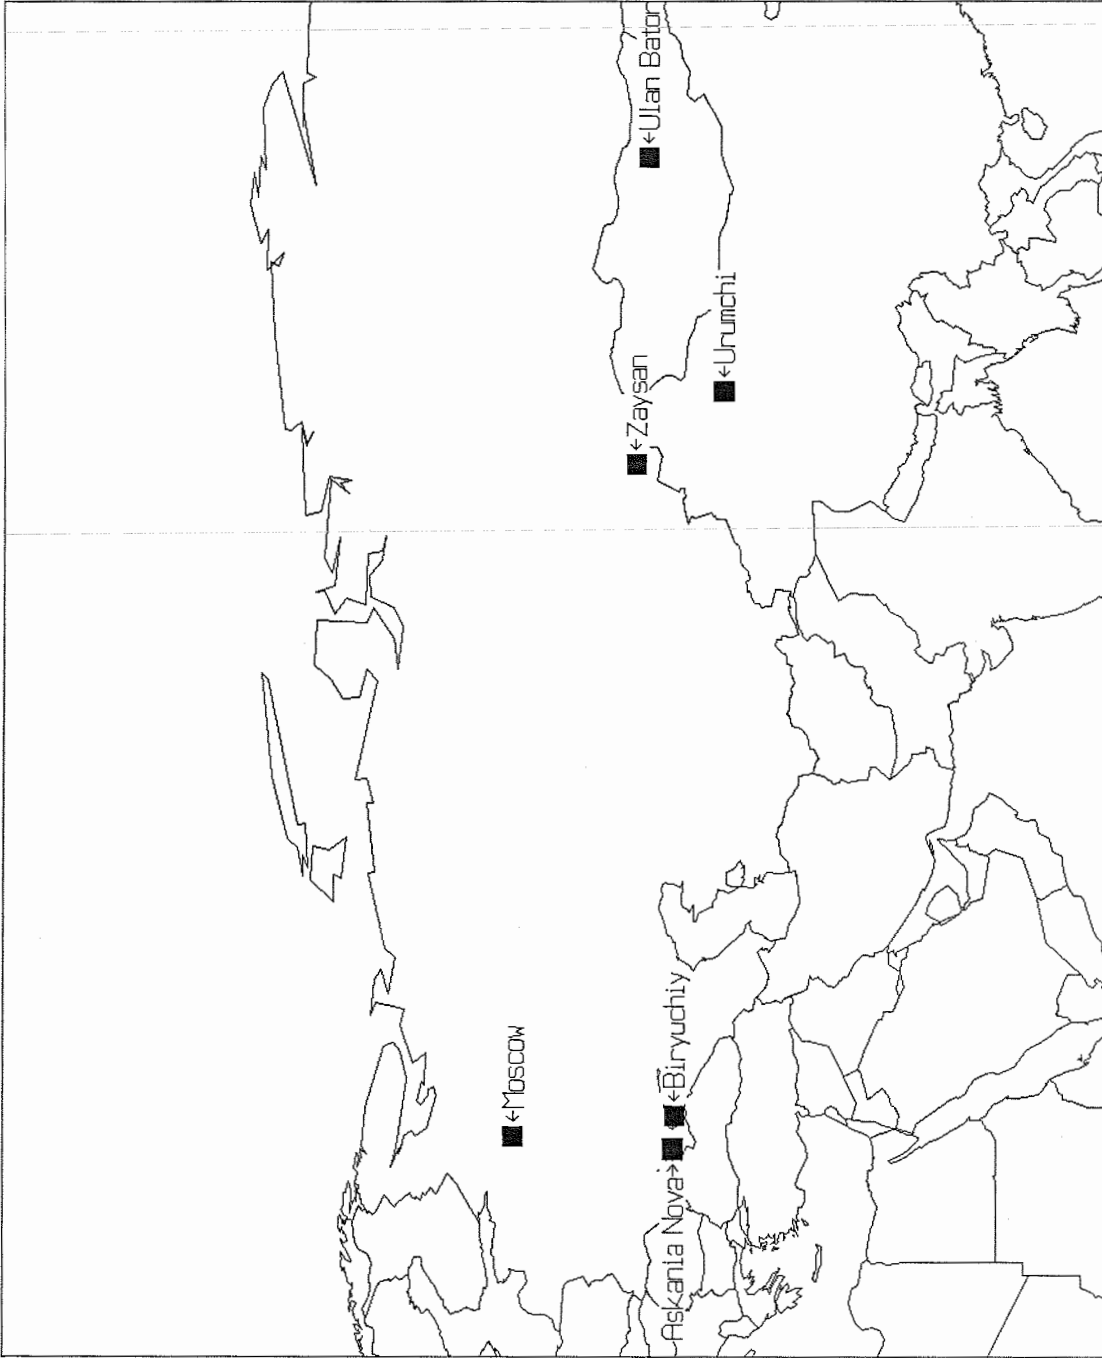 ←Moscow
Askania Nova→
←Biryuchiy
←Zaysan
←Urumchi
←Ulan Bator